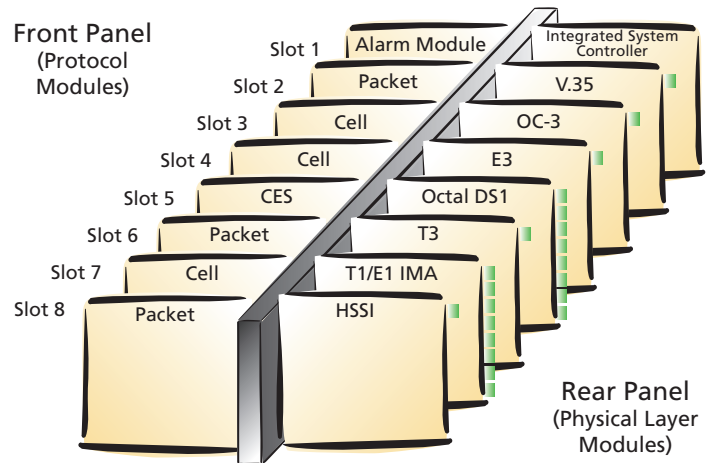 Front Panel
(Protocol
Modules)
Slot 1
Alarm Module
Integrated System
Controller
Slot 2
Packet
V.35
Slot 3
Cell
OC-3
Slot 4
Cell
E3
Slot 5
CES
Octal DS1
Slot 6
Packet
T3
Slot 7
Cell
T1/E1 IMA
Slot 8
Packet
HSSI
Rear Panel
(Physical Layer
Modules)